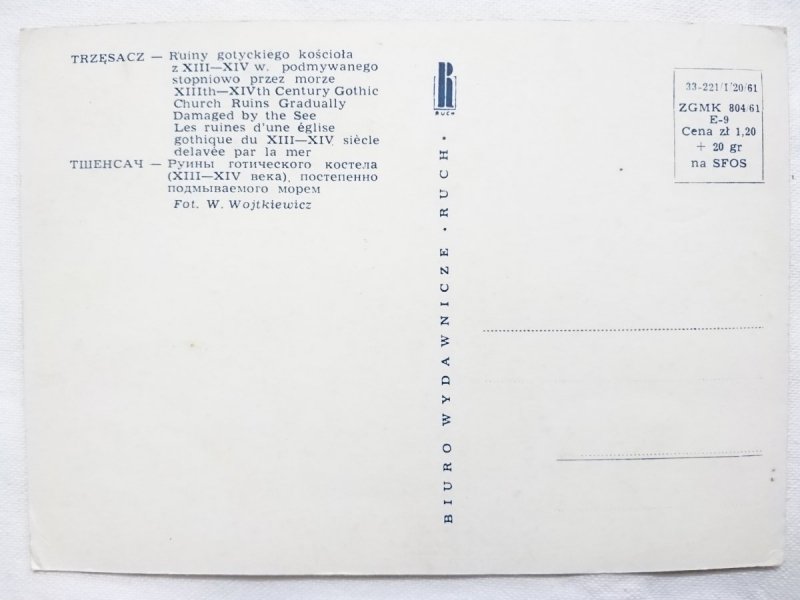 TRZĘSACZ — Ruiny gotyckiego kościoła
z XIII—XIV w. podmywanego
stopniowo przez morze
XIIIth—XIVth Century Gothic
Church Ruins Gradually
Damaged by the See
Les ruines d'une église
gothique du XIII—XIV siècle
delavée par la mer
ТШЕНСАЧ — Руины готического костела
(XIII—XIV века), постепенно
подмываемого морем
Fot. W. Wojtkiewicz
RUCH
BIURO WYDAWNICZE · RUCH ·
33-221/I/20/61
ZGMK 804/61
E-9
Cena zł 1,20
+ 20 gr
na SFOS